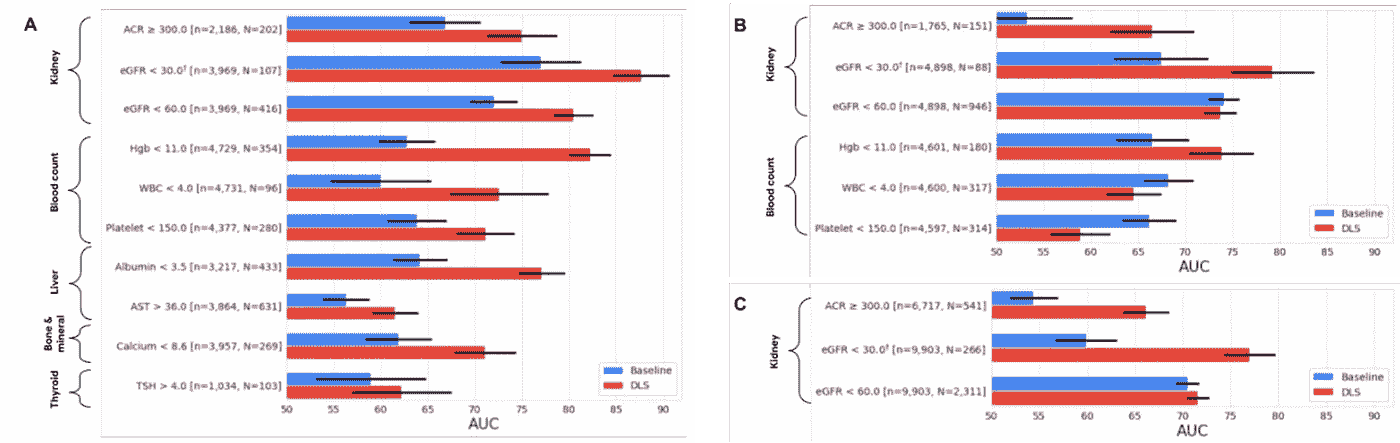 A
Kidney
ACR ≥ 300.0 [n=2,186, N=202]
eGFR < 30.0† [n=3,969, N=107]
eGFR < 60.0 [n=3,969, N=416]
Blood count
Hgb < 11.0 [n=4,729, N=354]
WBC < 4.0 [n=4,731, N=96]
Platelet < 150.0 [n=4,377, N=280]
Liver
Albumin < 3.5 [n=3,217, N=433]
AST > 36.0 [n=3,864, N=631]
Bone &
mineral
Calcium < 8.6 [n=3,957, N=269]
Thyroid
TSH > 4.0 [n=1,034, N=103]
Baseline
DLS
50 55 60 65 70 75 80 85 90
AUC
B
Kidney
ACR ≥ 300.0 [n=1,765, N=151]
eGFR < 30.0† [n=4,898, N=88]
eGFR < 60.0 [n=4,898, N=946]
Blood count
Hgb < 11.0 [n=4,601, N=180]
WBC < 4.0 [n=4,600, N=317]
Platelet < 150.0 [n=4,597, N=314]
Baseline
DLS
50 55 60 65 70 75 80 85 90
AUC
C
Kidney
ACR ≥ 300.0 [n=6,717, N=541]
eGFR < 30.0† [n=9,903, N=266]
eGFR < 60.0 [n=9,903, N=2,311]
Baseline
DLS
50 55 60 65 70 75 80 85 90
AUC